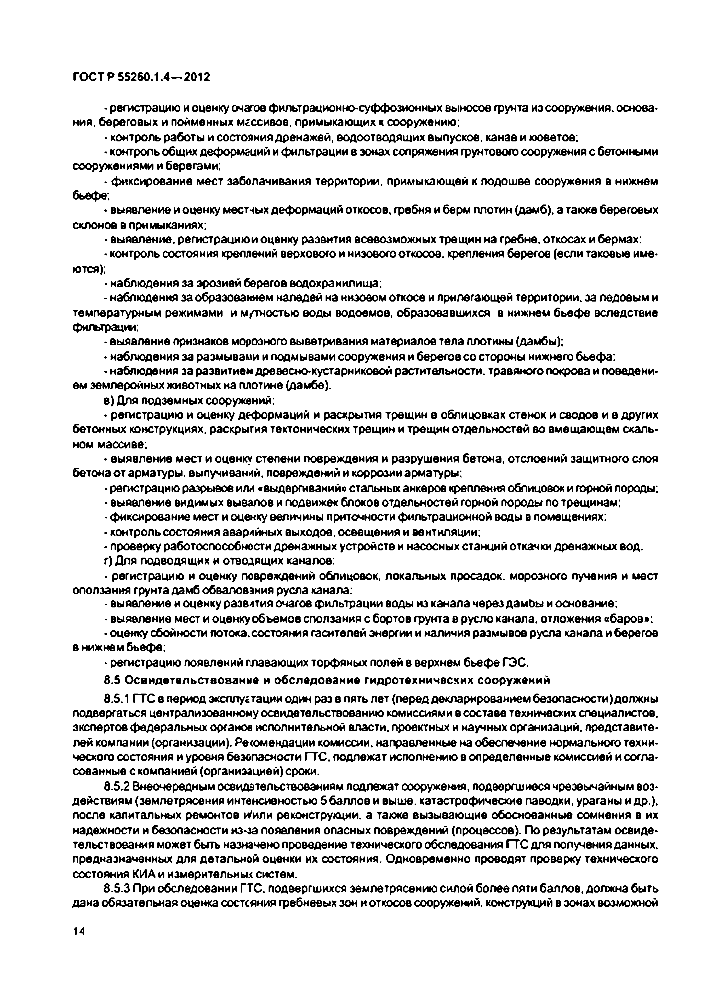 ГОСТ Р 55260.1.4—2012
- регистрацию и оценку очагов фильтрационно-суффозионных выносов грунта из сооружения, основа-
ния, береговых и пойменных массивов, примыкающих к сооружению;
- контроль работы и состояния дренажей, водоотводящих выпусков, канав и кюветов;
- контроль общих деформаций и фильтрации в зонах сопряжения грунтового сооружения с бетонными
сооружениями и берегами;
- фиксирование мест заболачивания территории, примыкающей к подошве сооружения в нижнем
бьефе;
- выявление и оценку местных деформаций откосов, гребня и берм плотин (дамб), а также береговых
склонов в примыканиях;
- выявление, регистрацию и оценку развития всевозможных трещин на гребне, откосах и бермах;
- контроль состояния креплений верхового и низового откосов, крепления берегов (если таковые име-
ются);
- наблюдения за эрозией берегов водохранилища;
- наблюдения за образованием наледей на низовом откосе и прилегающей территории, за ледовым и
температурным режимами и мутностью воды водоемов, образовавшихся в нижнем бьефе вследствие
фильтрации;
- выявление признаков морозного выветривания материалов тела плотины (дамбы);
- наблюдения за размывами и подмывами сооружения и берегов со стороны нижнего бьефа;
- наблюдения за развитием древесно-кустарниковой растительности, травяного покрова и поведени-
ем землеройных животных на плотине (дамбе).
в) Для подземных сооружений:
- регистрацию и оценку деформаций и раскрытия трещин в облицовках стенок и сводов и в других
бетонных конструкциях, раскрытия тектонических трещин и трещин отдельностей во вмещающем скаль-
ном массиве;
- выявление мест и оценку степени повреждения и разрушения бетона, отслоений защитного слоя
бетона от арматуры, выпучиваний, повреждений и коррозии арматуры;
- регистрацию разрывов или «выдергиваний» стальных анкеров крепления облицовок и горной породы;
- выявление видимых вывалов и подвижек блоков отдельностей горной породы по трещинам;
- фиксирование мест и оценку величины приточности фильтрационной воды в помещениях;
- контроль состояния аварийных выходов, освещения и вентиляции;
- проверку работоспособности дренажных устройств и насосных станций откачки дренажных вод.
г) Для подводящих и отводящих каналов:
- регистрацию и оценку повреждений облицовок, локальных просадок, морозного пучения и мест
оползания грунта дамб обвалования русла канала;
- выявление и оценку развития очагов фильтрации воды из канала через дамбы и основание;
- выявление мест и оценку объемов сползания с бортов грунта в русло канала, отложения «баров»;
- оценку сбойности потока, состояния гасителей энергии и наличия размывов русла канала и берегов
в нижнем бьефе;
- регистрацию появлений плавающих торфяных полей в верхнем бьефе ГЭС.
8.5 Освидетельствование и обследование гидротехнических сооружений
8.5.1 ГТС в период эксплуатации один раз в пять лет (перед декларированием безопасности) должны
подвергаться централизованному освидетельствованию комиссиями в составе технических специалистов,
экспертов федеральных органов исполнительной власти, проектных и научных организаций, представите-
лей компании (организации). Рекомендации комиссии, направленные на обеспечение нормального техни-
ческого состояния и уровня безопасности ГТС, подлежат исполнению в определенные комиссией и согла-
сованные с компанией (организацией) сроки.
8.5.2 Внеочередным освидетельствованиям подлежат сооружения, подвергшиеся чрезвычайным воз-
действиям (землетрясения интенсивностью 5 баллов и выше, катастрофические паводки, ураганы и др.),
после капитальных ремонтов и/или реконструкции, а также вызывающие обоснованные сомнения в их
надежности и безопасности из-за появления опасных повреждений (процессов). По результатам освиде-
тельствования может быть назначено проведение технического обследования ГТС для получения данных,
предназначенных для детальной оценки их состояния. Одновременно проводят проверку технического
состояния КИА и измерительных систем.
8.5.3 При обследовании ГТС, подвергшихся землетрясению силой более пяти баллов, должна быть
дана обязательная оценка состояния гребневых зон и откосов сооружений, конструкций в зонах возможной
14